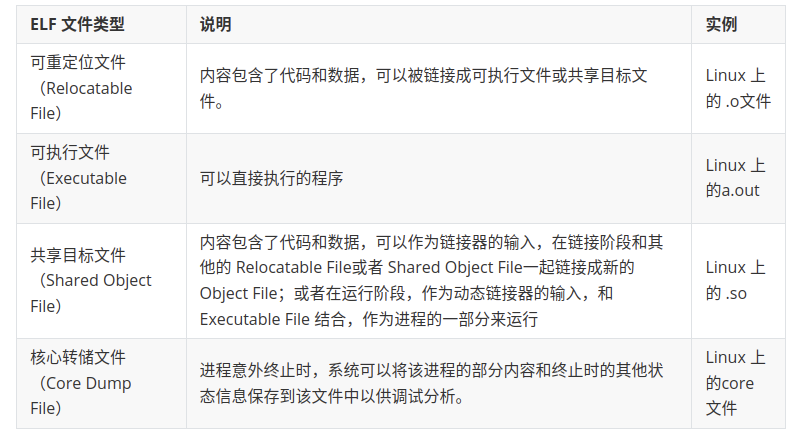 ELF 文件类型
说明
实例
可重定位文件
（Relocatable
File）
内容包含了代码和数据，可以被链接成可执行文件或共享目标文
件。
Linux 上
的 .o文件
可执行文件
（Executable
File）
可以直接执行的程序
Linux 上
的a.out
共享目标文件
（Shared Object
File）
内容包含了代码和数据，可以作为链接器的输入，在链接阶段和其
他的 Relocatable File或者 Shared Object File一起链接成新的
Object File；或者在运行阶段，作为动态链接器的输入，和
Executable File 结合，作为进程的一部分来运行
Linux 上
的 .so
核心转储文件
（Core Dump
File）
进程意外终止时，系统可以将该进程的部分内容和终止时的其他状
态信息保存到该文件中以供调试分析。
Linux 上
的core
文件